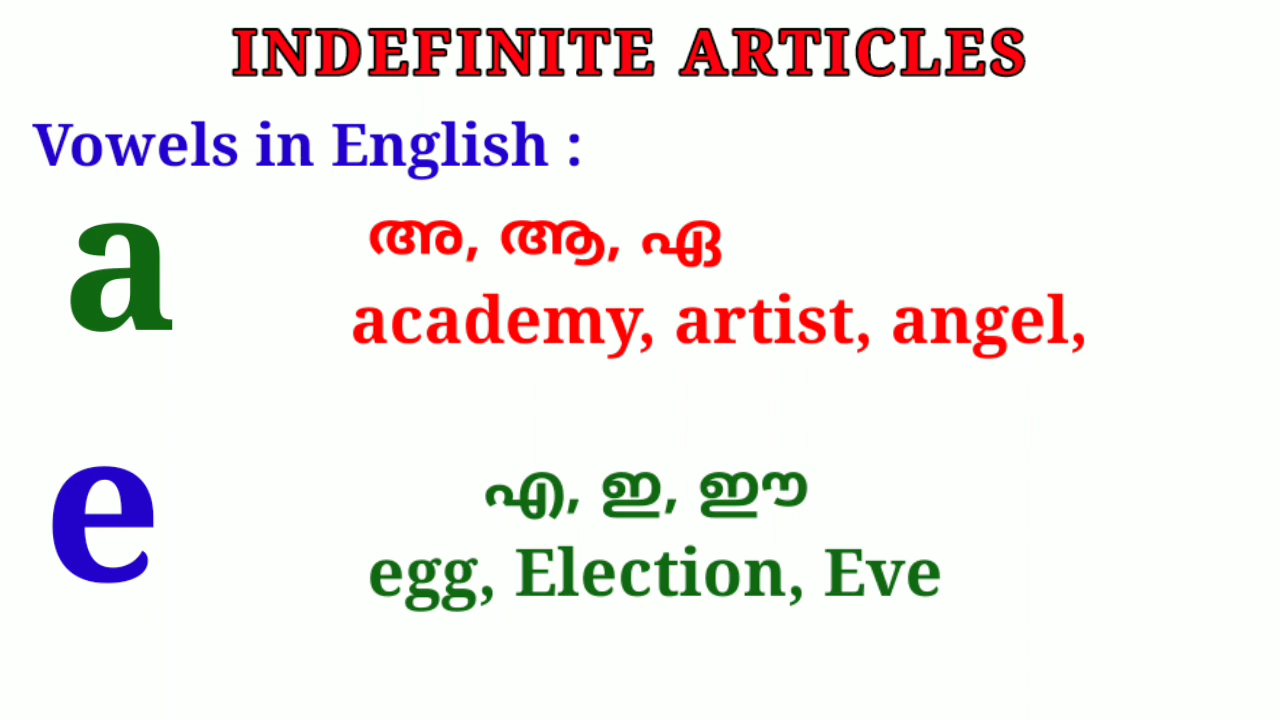 INDEFINITE ARTICLES
Vowels in English :
a
അ, ആ, ഏ
academy, artist, angel,
e
എ, ഇ, ഈ
egg, Election, Eve